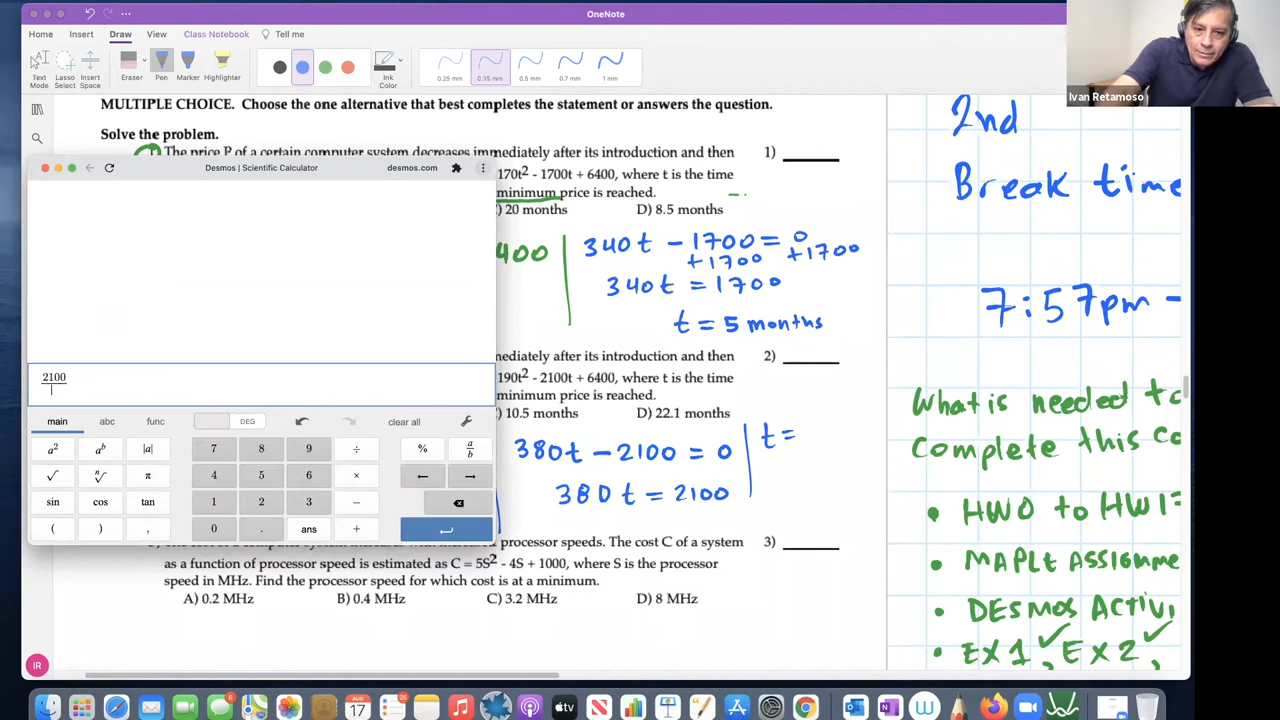 OneNote
Home Insert Draw View Class Notebook Tell me
Text Mode
Lasso Select
Insert Space
Eraser
Pen
Marker
Highlighter
Ink Color
0.25 mm
0.35 mm
0.5 mm
0.7 mm
1 mm
Ivan Retamoso
MULTIPLE CHOICE. Choose the one alternative that best completes the statement or answers the question.
Solve the problem.
The price P of a certain computer system decreases immediately after its introduction and then 1)
170t2 - 1700t + 6400, where t is the time
minimum price is reached.
) 20 months D) 8.5 months
400
340t - 1700 = 0
+1700 +1700
340t = 1700
t = 5 months
mediately after its introduction and then 2)
190t2 - 2100t + 6400, where t is the time
minimum price is reached.
) 10.5 months D) 22.1 months
380t - 2100 = 0
380t = 2100
t =
processor speeds. The cost C of a system 3)
as a function of processor speed is estimated as C = 5S2 - 4S + 1000, where S is the processor
speed in MHz. Find the processor speed for which cost is at a minimum.
A) 0.2 MHz B) 0.4 MHz C) 3.2 MHz D) 8 MHz
Desmos | Scientific Calculator desmos.com
2100
main abc func DEG clear all
a2 ab |a| 7 8 9 ÷ % a/b
√ n√ π 4 5 6 × ← →
sin cos tan 1 2 3 −
( ) , 0 . ans +
2nd
Break time
7:57pm -
What is needed to
complete this co
• HW0 to HW1
• MAPLt Assignme
• DESMOS Activi
• EX1, EX2,
IR
AUG
17